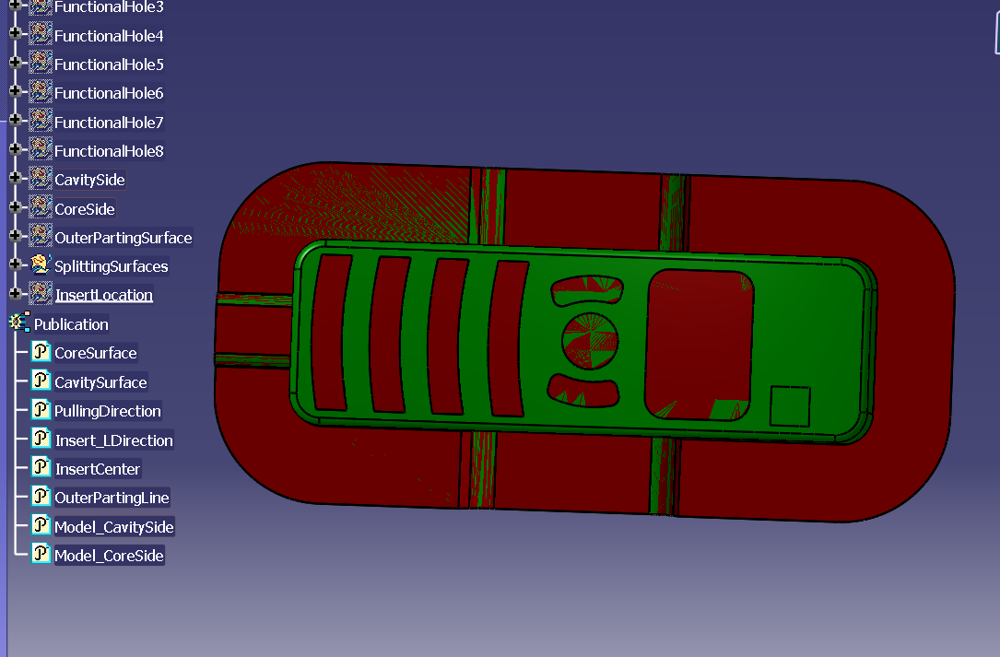 FunctionalHole3
FunctionalHole4
FunctionalHole5
FunctionalHole6
FunctionalHole7
FunctionalHole8
CavitySide
CoreSide
OuterPartingSurface
SplittingSurfaces
InsertLocation
Publication
CoreSurface
CavitySurface
PullingDirection
Insert_LDirection
InsertCenter
OuterPartingLine
Model_CavitySide
Model_CoreSide